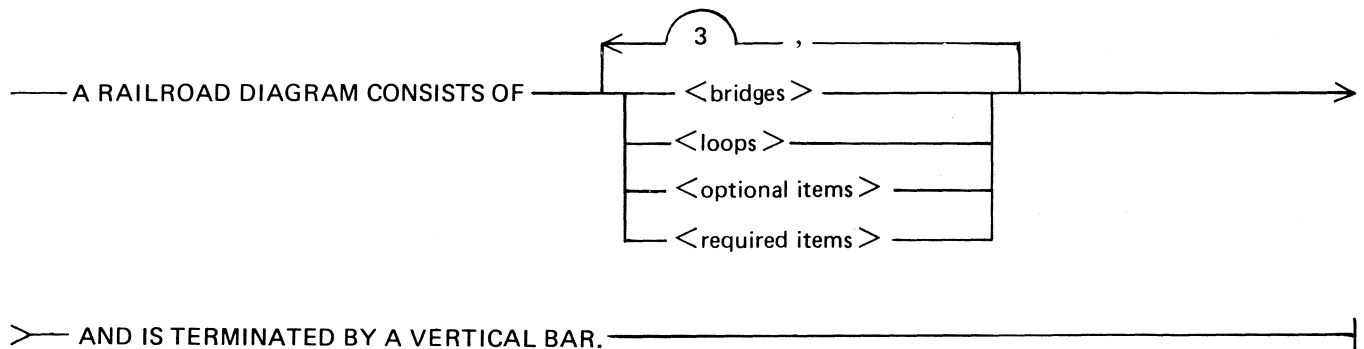 3 ,
A RAILROAD DIAGRAM CONSISTS OF <bridges>
<loops>
<optional items>
<required items>
AND IS TERMINATED BY A VERTICAL BAR.